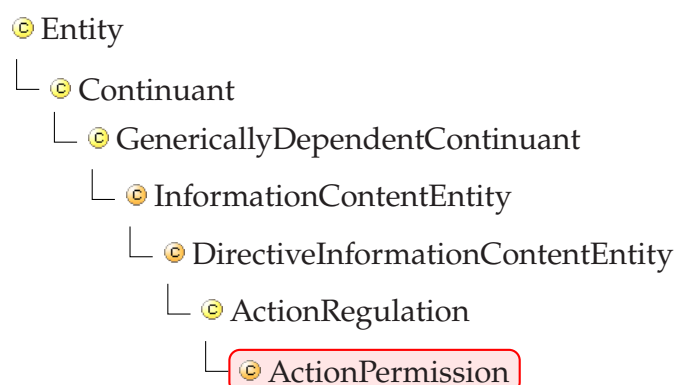 © Entity
© Continuant
© GenericallyDependentContinuant
© InformationContentEntity
© DirectiveInformationContentEntity
© ActionRegulation
© ActionPermission